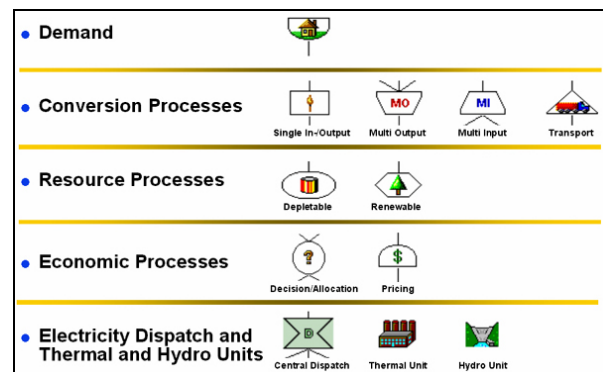 Demand
Conversion Processes
MO
MI
Single In-/Output
Multi Output
Multi Input
Transport
Resource Processes
Depletable
Renewable
Economic Processes
?
$
Decision/Allocation
Pricing
Electricity Dispatch and
Thermal and Hydro Units
D
Central Dispatch
Thermal Unit
Hydro Unit